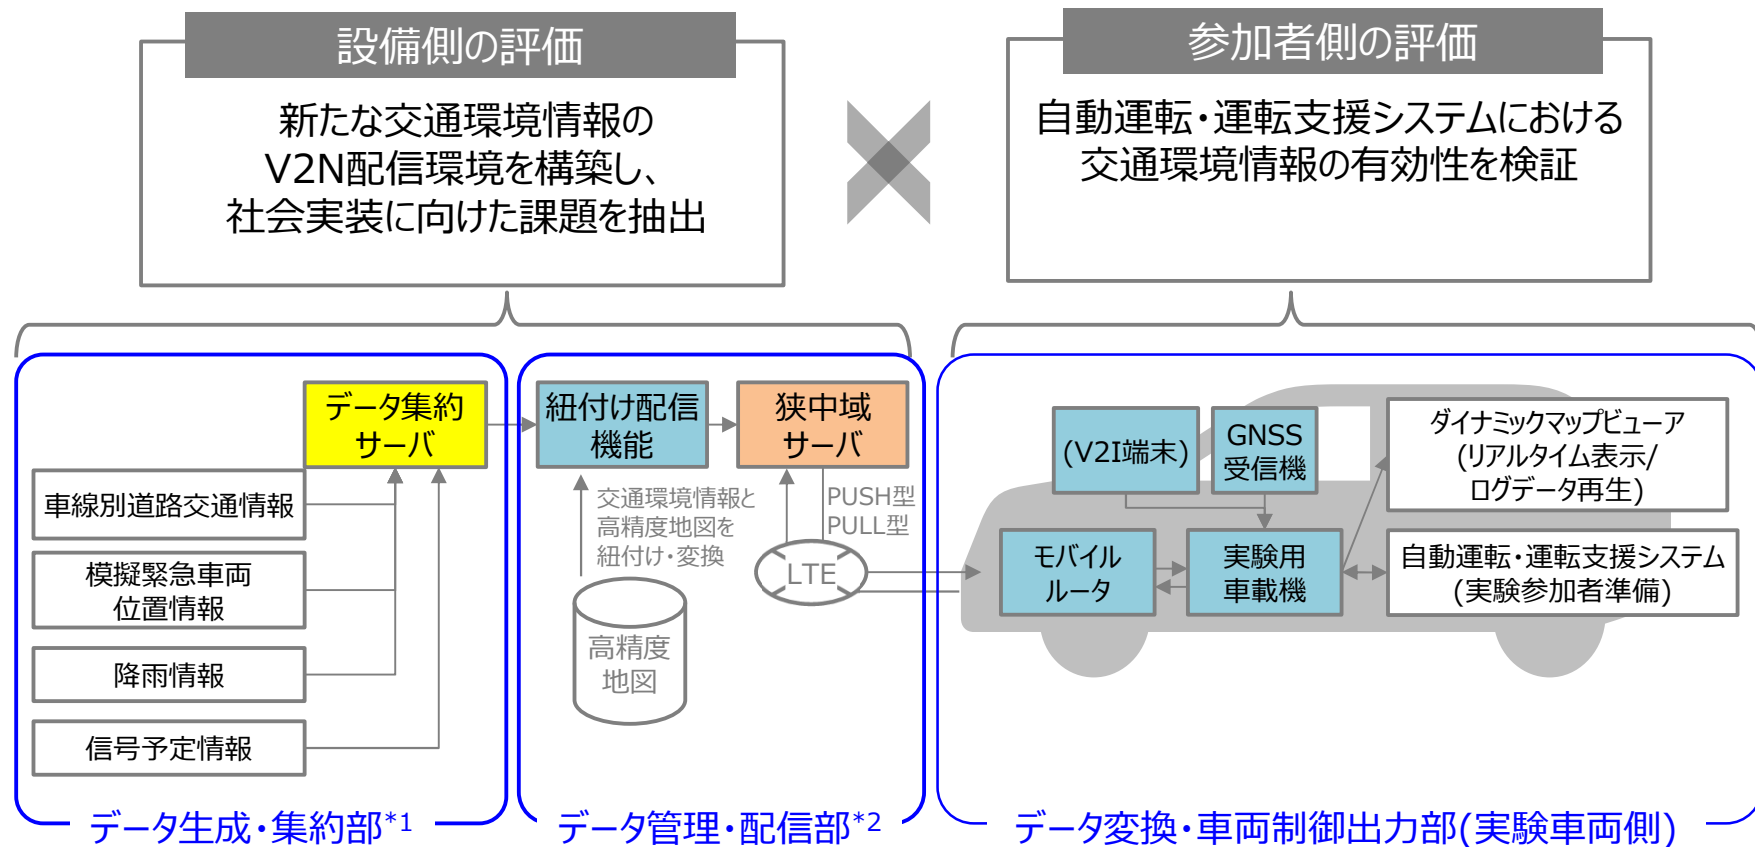 設備側の評価
新たな交通環境情報の
V2N配信環境を構築し、
社会実装に向けた課題を抽出
参加者側の評価
自動運転・運転支援システムにおける
交通環境情報の有効性を検証
データ集約
サーバ
車線別道路交通情報
模擬緊急車両
位置情報
降雨情報
信号予定情報
データ生成・集約部*1
紐付け配信
機能
狭中域
サーバ
交通環境情報と
高精度地図を
紐付け・変換
PUSH型
PULL型
LTE
高精度
地図
データ管理・配信部*2
(V2I端末)
GNSS
受信機
モバイル
ルータ
実験用
車載機
ダイナミックマップビューア
(リアルタイム表示/
ログデータ再生)
自動運転・運転支援システム
(実験参加者準備)
データ変換・車両制御出力部(実験車両側)